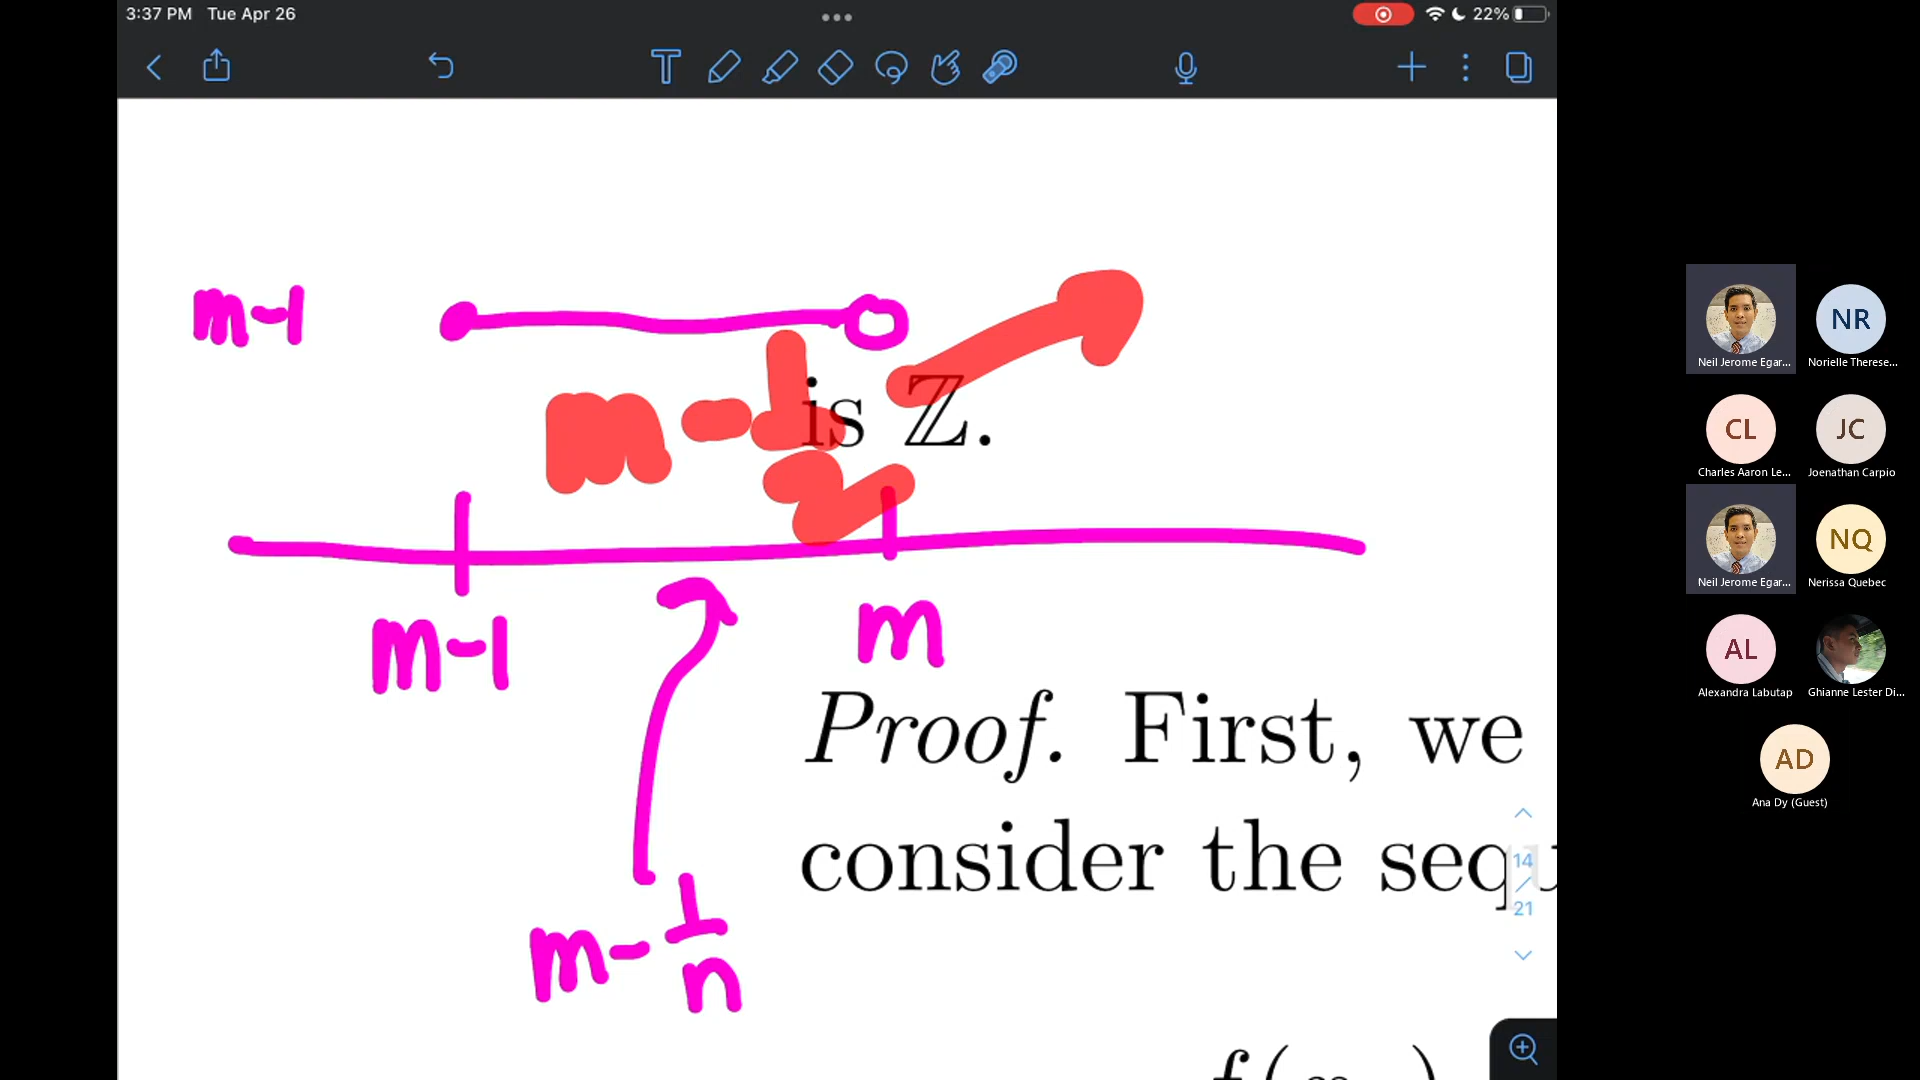 3:37 PM Tue Apr 26
22%
T
m-1
m - 1/2
is ℤ.
m-1
m
m - 1/n
Proof. First, we
consider the sequ
14
21
f(
Neil Jerome Egar...
NR
Norielle Therese...
CL
Charles Aaron Le...
JC
Joenathan Carpio
Neil Jerome Egar...
NQ
Nerissa Quebec
AL
Alexandra Labutap
Ghianne Lester Di...
AD
Ana Dy (Guest)